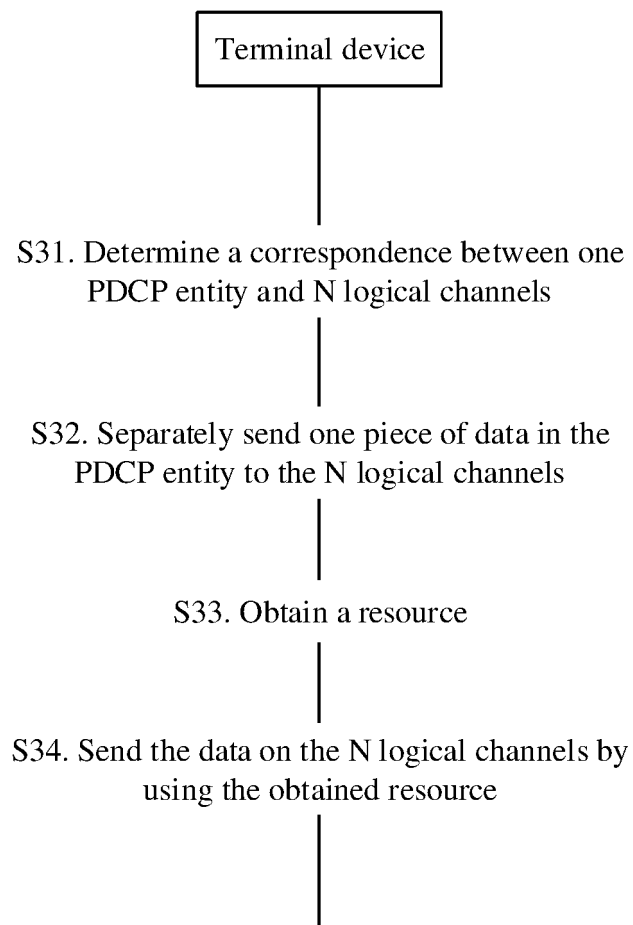 Terminal device
S31. Determine a correspondence between one
PDCP entity and N logical channels
S32. Separately send one piece of data in the
PDCP entity to the N logical channels
S33. Obtain a resource
S34. Send the data on the N logical channels by
using the obtained resource